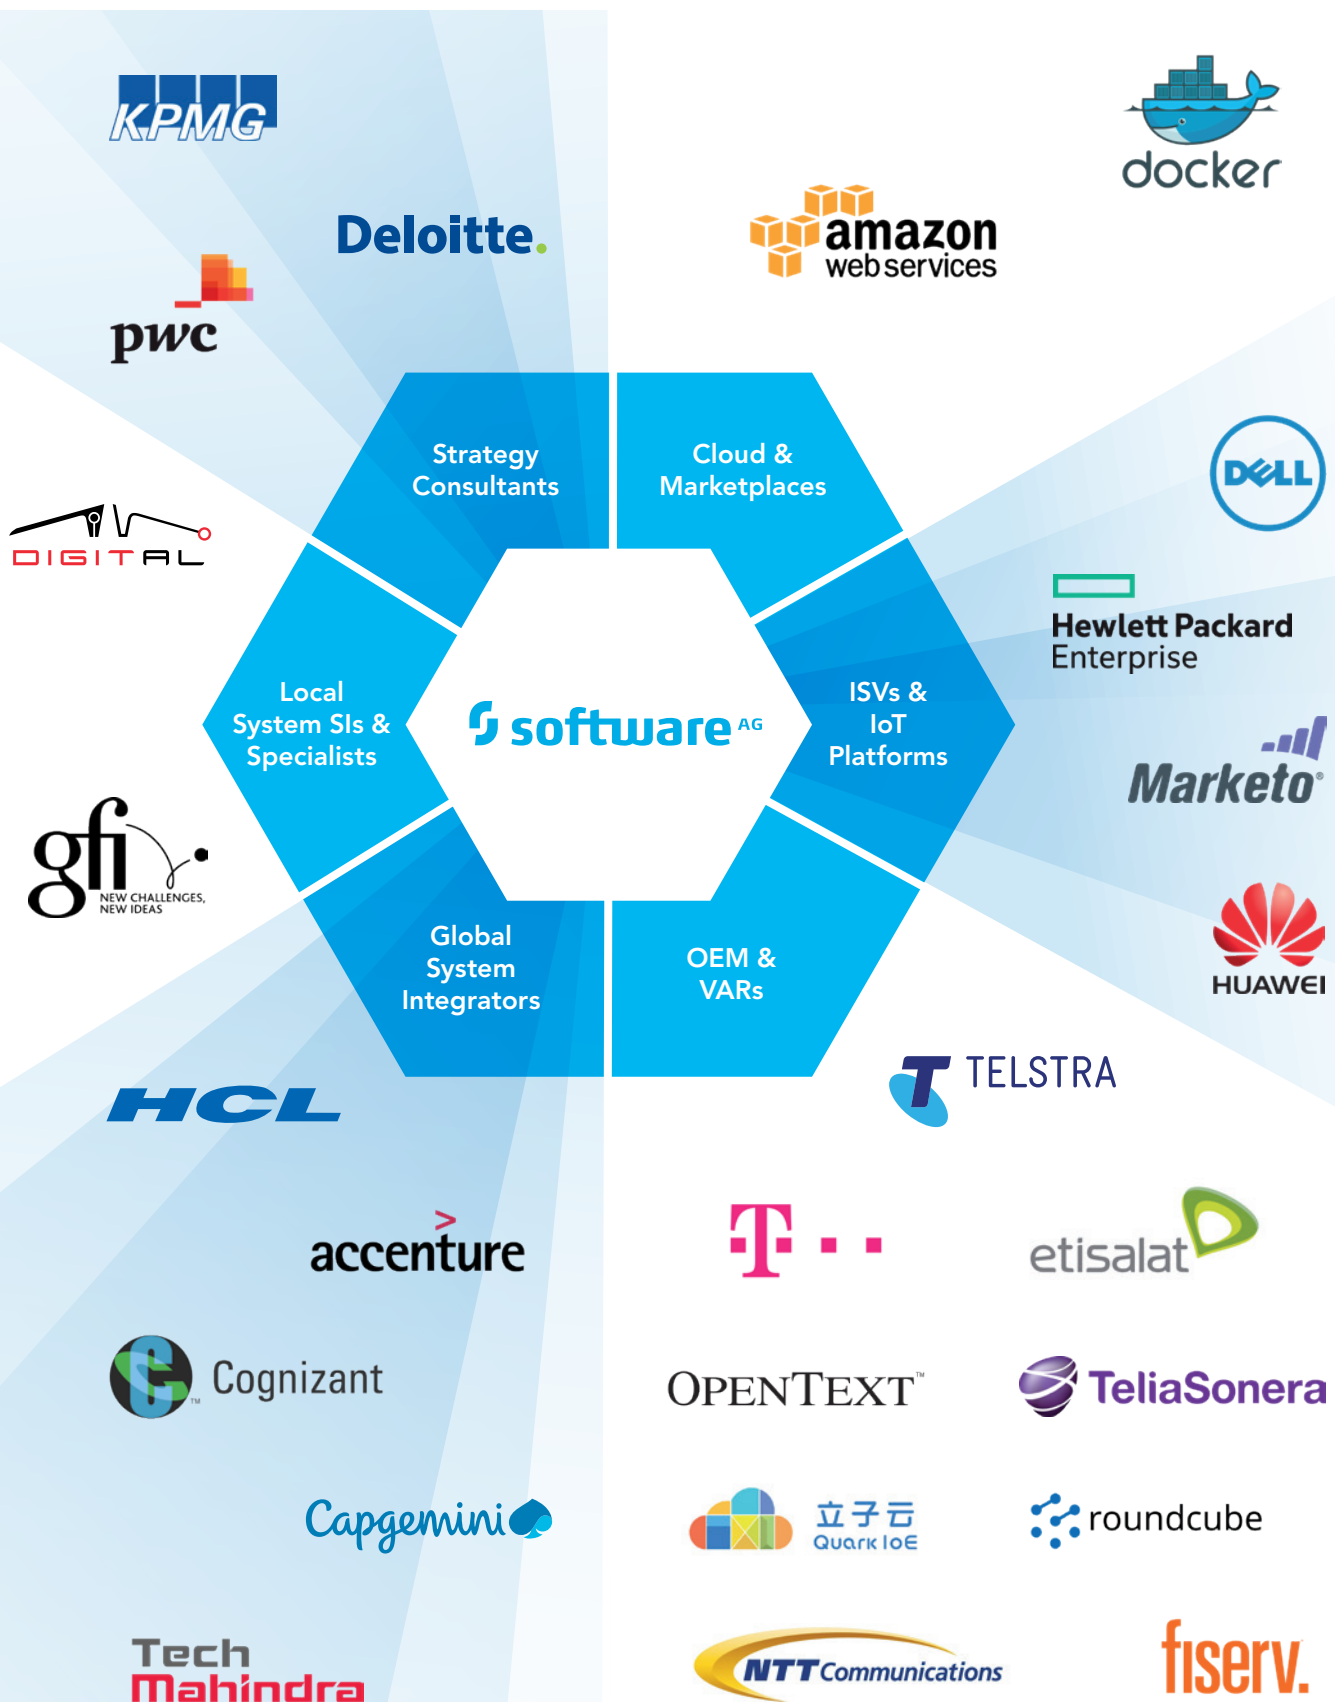 KPMG
docker
Deloitte.
amazon
web services
pwc
Strategy
Consultants
Cloud &
Marketplaces
DELL
DIGITAL
Hewlett Packard
Enterprise
Local
System SIs &
Specialists
software AG
ISVs &
IoT
Platforms
Marketo®
gfi
NEW CHALLENGES,
NEW IDEAS
Global
System
Integrators
OEM &
VARs
HUAWEI
HCL
TELSTRA
accenture
>
T
etisalat
Cognizant
TM
OPENTEXT™
TeliaSonera
Capgemini
立子云
Quark IoE
roundcube
Tech
Mahindra
NTT Communications
fiserv.